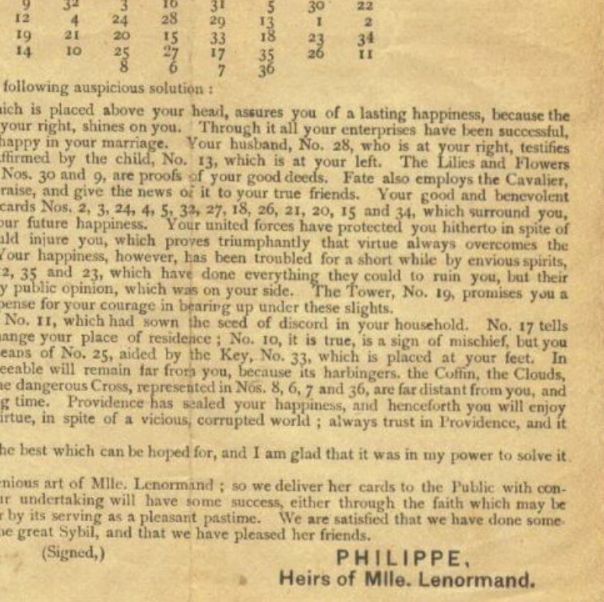 9 32 3 16 31 5 30 22
12 4 24 28 29 13 1 2
19 21 20 15 33 18 23 34
14 10 25 27 17 35 26 11
8 6 7 36
following auspicious solution :
is placed above your head, assures you of a lasting happiness, because the
your right, shines on you. Through it all your enterprises have been successful,
happy in your marriage. Your husband, No. 28, who is at your right, testifies
by the child, No. 13, which is at your left. The Lilies and Flowers
Nos. 30 and 9, are proofs of your good deeds. Fate also employs the Cavalier,
and give the news of it to your true friends. Your good and benevolent
cards Nos. 2, 3, 24, 4, 5, 32, 27, 18, 26, 21, 20, 15 and 34, which surround you,
future happiness. Your united forces have protected you hitherto in spite of
injure you, which proves triumphantly that virtue always overcomes the
Your happiness, however, has been troubled for a short while by envious spirits,
2, 35 and 23, which have done everything they could to ruin you, but their
public opinion, which was on your side. The Tower, No. 19, promises you a
for your courage in bearing up under these slights.
No. 11, which had sown the seed of discord in your household. No. 17 tells
your place of residence ; No. 10, it is true, is a sign of mischief, but you
of No. 25, aided by the Key, No. 33, which is placed at your feet. In
will remain far from you, because its harbingers. the Coffin, the Clouds,
dangerous Cross, represented in Nos. 8, 6, 7 and 36, are far distant from you, and
time. Providence has sealed your happiness, and henceforth you will enjoy
in spite of a vicious, corrupted world ; always trust in Providence, and it
he best which can be hoped for, and I am glad that it was in my power to solve it
art of Mlle. Lenormand ; so we deliver her cards to the Public with con-
undertaking will have some success, either through the faith which may be
by its serving as a pleasant pastime. We are satisfied that we have done some-
great Sybil, and that we have pleased her friends.
(Signed,)
PHILIPPE,
Heirs of Mlle. Lenormand.